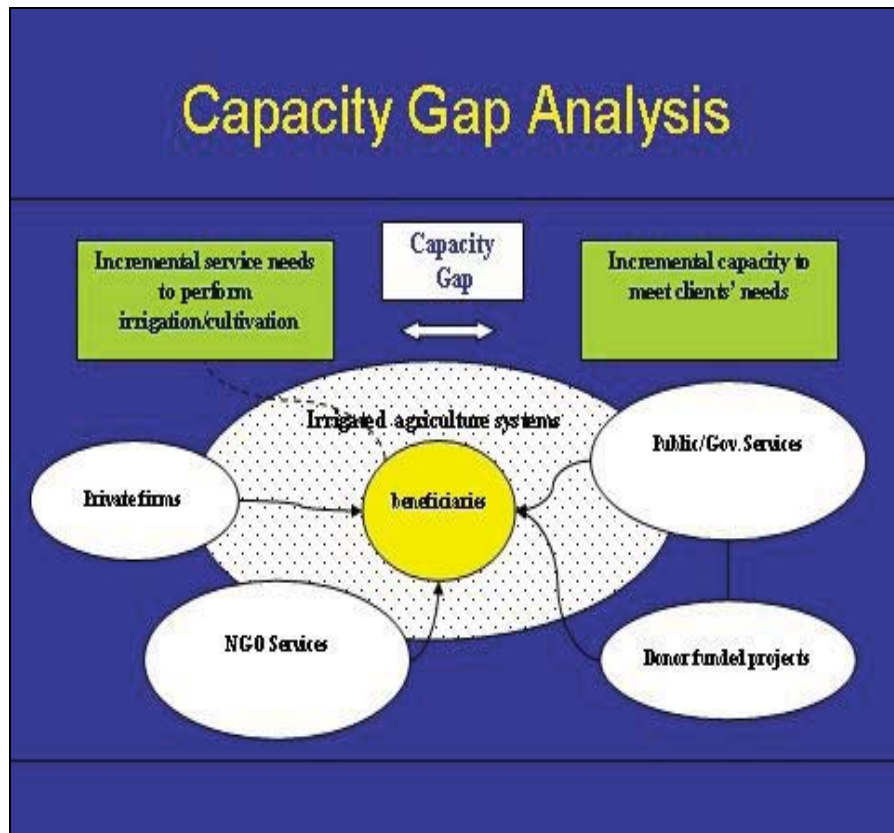 Capacity Gap Analysis
Incremental service needs
to perform
irrigation/cultivation
Capacity
Gap
Incremental capacity to
meet clients' needs
Irrigated agriculture systems
Public/Gov. Services
Private firms
beneficiaries
NGO Services
Donor funded projects